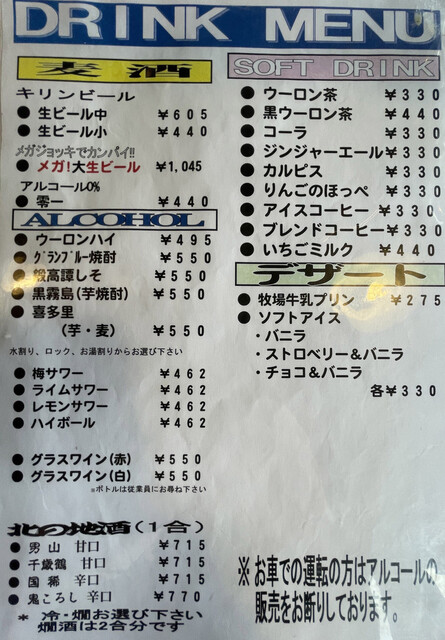 DRINK MENU
麦酒
キリンビール
● 生ビール中 ￥605
● 生ビール小 ￥440
メガジョッキでカンパイ!!
● メガ!大生ビール ￥1,045
アルコール0%
● 零一 ￥440
ALCOHOL
● ウーロンハイ ￥495
● グランブルー焼酎 ￥550
● 鍛高譚しそ ￥550
● 黒霧島(芋焼酎) ￥550
● 喜多里
(芋・麦) ￥550
水割り、ロック、お湯割りからお選び下さい
● 梅サワー ￥462
● ライムサワー ￥462
● レモンサワー ￥462
● ハイボール ￥462
● グラスワイン(赤) ￥550
● グラスワイン(白) ￥550
*ボトルは従業員にお尋ね下さい
北の地酒(1合)
● 男山 甘口 ￥715
● 千歳鶴 甘口 ￥715
● 国稀 辛口 ￥715
● 鬼ころし 辛口 ￥770
* 冷・燗お選び下さい
燗酒は2合分です
SOFT DRINK
● ウーロン茶 ￥330
● 黒ウーロン茶 ￥440
● コーラ ￥330
● ジンジャーエール ￥330
● カルピス ￥330
● りんごのほっぺ ￥330
● アイスコーヒー ￥330
● ブレンドコーヒー ￥330
● いちごミルク ￥440
デザート
● 牧場牛乳プリン ￥275
● ソフトアイス
・バニラ
・ストロベリー＆バニラ
・チョコ＆バニラ
各￥330
※ お車での運転の方はアルコールの
販売をお断りしております。